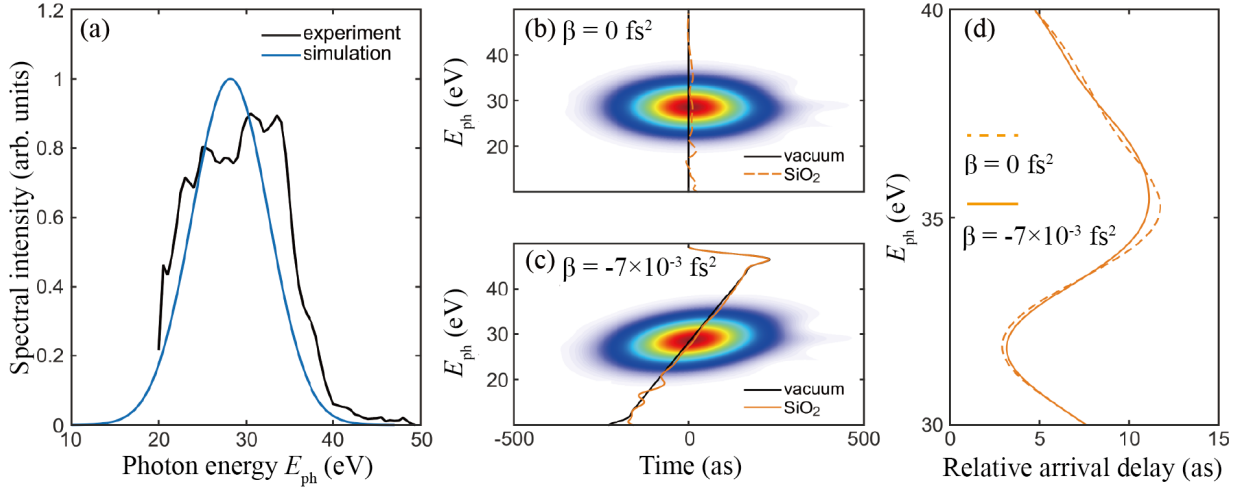 (a)
experiment
simulation
1.2
1
0.8
0.6
0.4
0.2
0
10
20
30
40
50
Spectral intensity (arb. units)
Photon energy Eph (eV)
(b) β = 0 fs²
40
30
20
Eph (eV)
vacuum
SiO₂
(c) β = -7×10⁻³ fs²
40
30
20
Eph (eV)
vacuum
SiO₂
-500
0
500
Time (as)
(d)
40
35
30
Eph (eV)
β = 0 fs²
β = -7×10⁻³ fs²
0
5
10
15
Relative arrival delay (as)